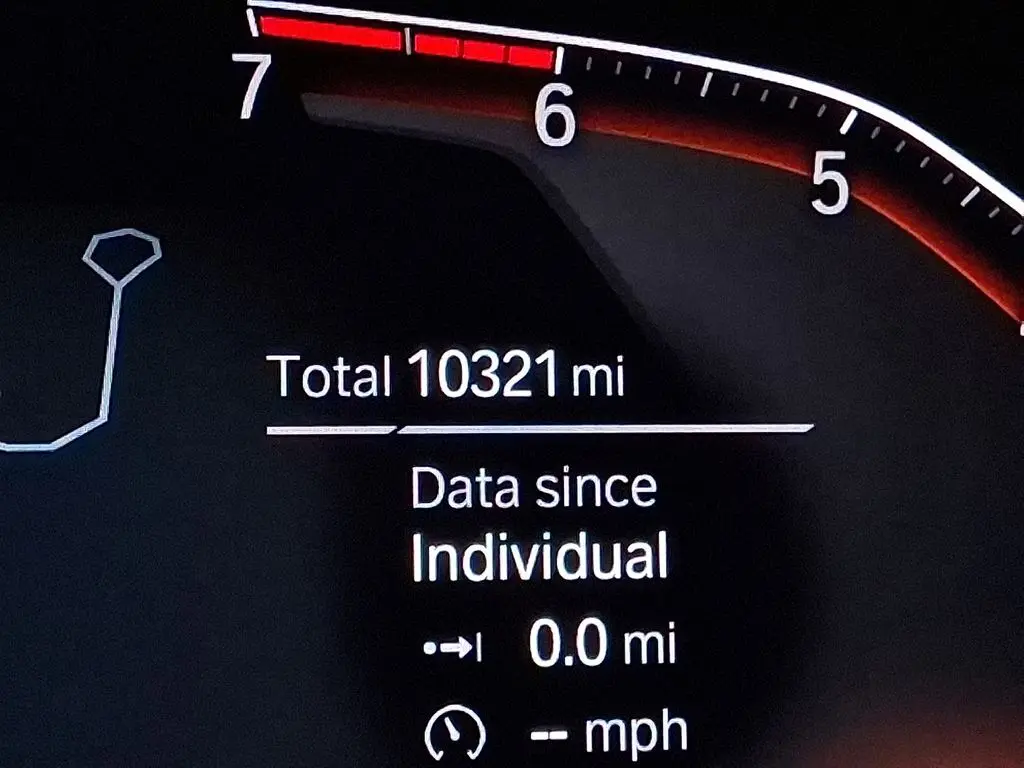 7
6
5
Total 10321 mi
Data since
Individual
0.0 mi
-- mph